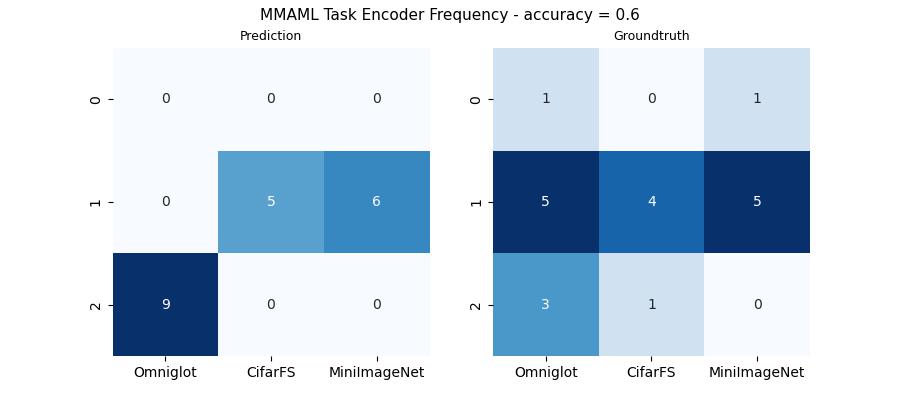 MMAML Task Encoder Frequency - accuracy = 0.6
Prediction
Groundtruth
0
0 0 0
1
0 5 6
2
9 0 0
Omniglot CifarFS MiniImageNet
0
1 0 1
1
5 4 5
2
3 1 0
Omniglot CifarFS MiniImageNet